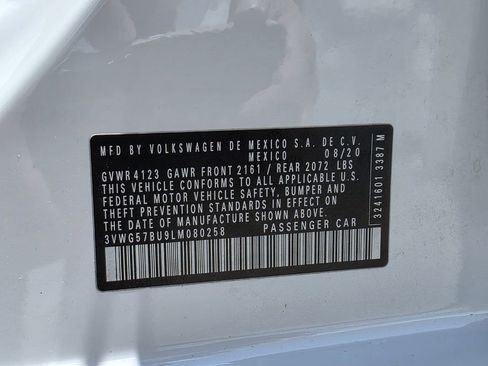 MFD BY VOLKSWAGEN DE MEXICO S.A. DE C.V.
MEXICO 08/20
GVWR 4123 GAWR FRONT 2161 / REAR 2072 LBS
THIS VEHICLE CONFORMS TO ALL APPLICABLE U.S.
FEDERAL MOTOR VEHICLE SAFETY, BUMPER AND
THEFT PREVENTION STANDARDS IN EFFECT ON
THE DATE OF MANUFACTURE SHOWN ABOVE.
3VWG57BU9LM080258 PASSENGER CAR
3241601 3387 M